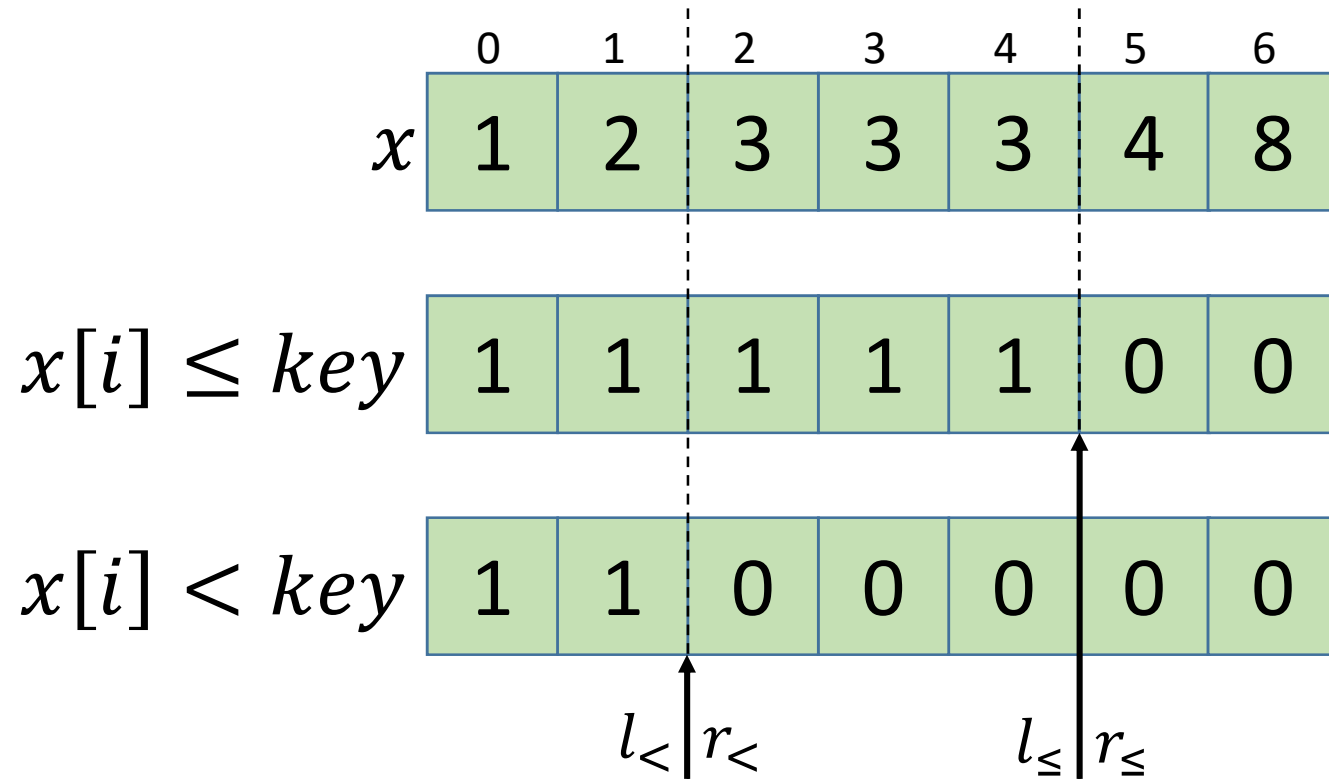 0 1 2 3 4 5 6
x 1 2 3 3 3 4 8
x[i] ≤ key 1 1 1 1 1 0 0
x[i] < key 1 1 0 0 0 0 0
l< r< l≤ r≤